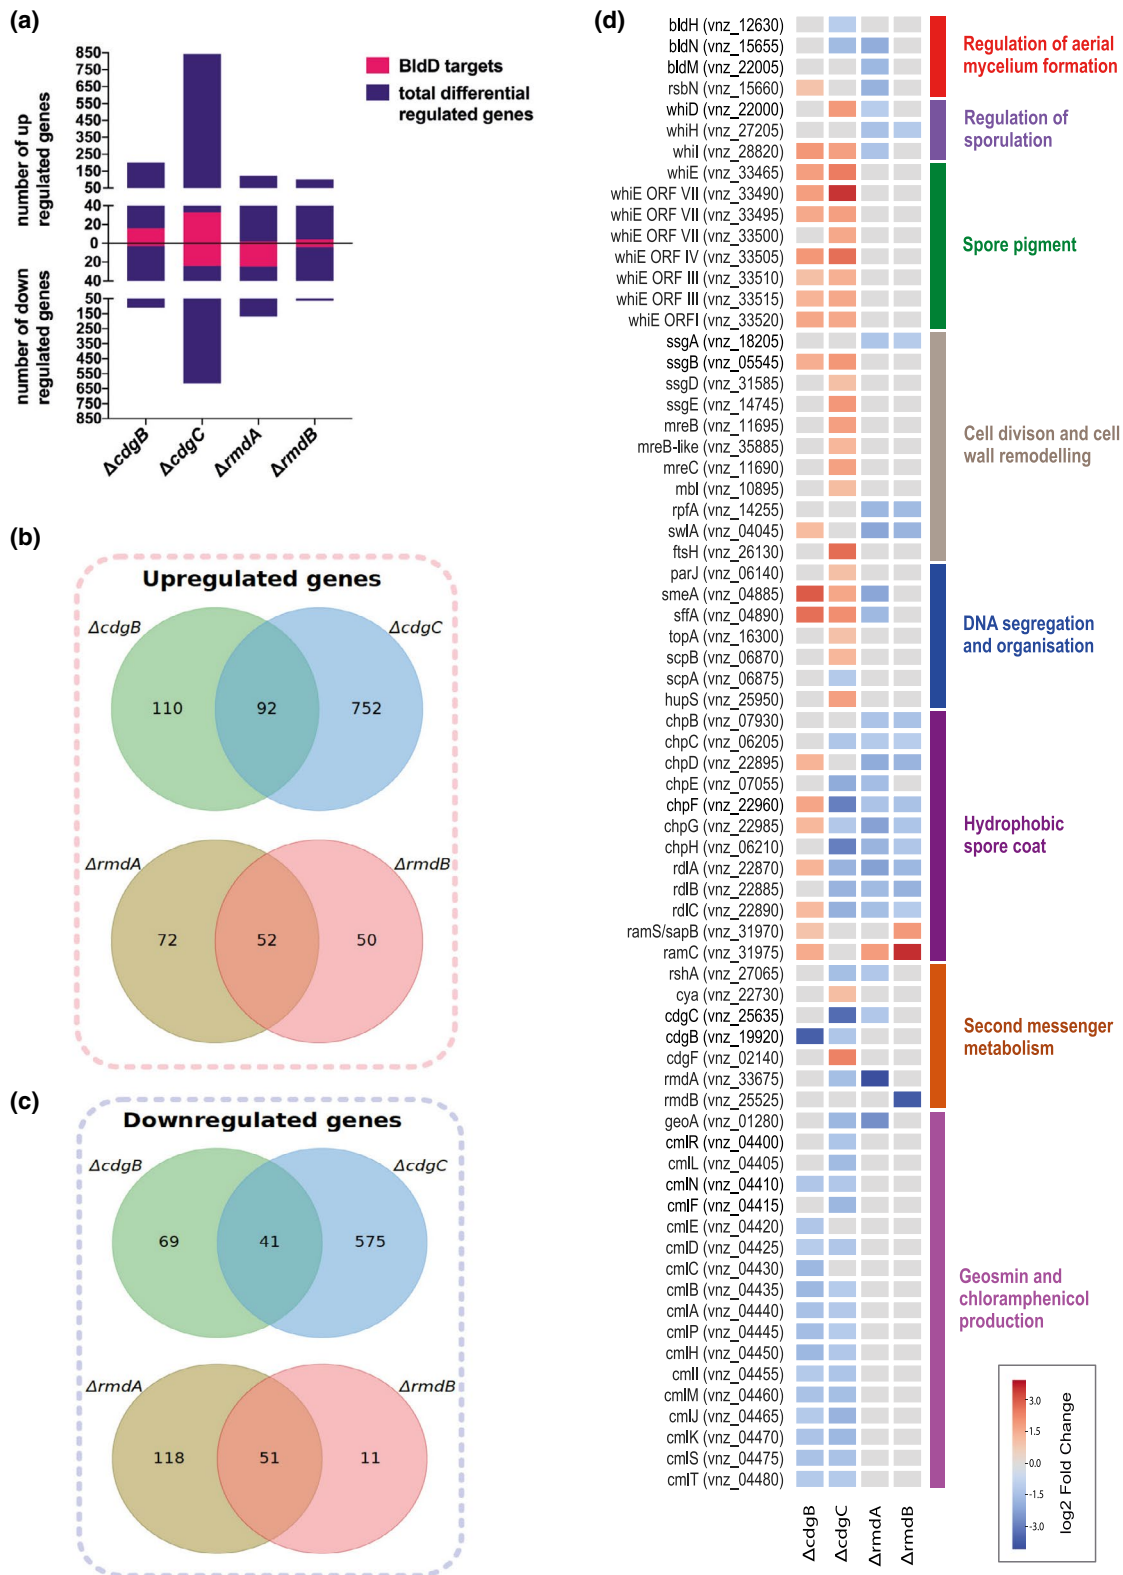 (a)
850
750
650
550
450
350
250
150
50
40
20
0
20
40
50
150
250
350
450
550
650
750
850
number of up
regulated genes
number of down
regulated genes
BldD targets
total differential
regulated genes
ΔcdgB
ΔcdgC
ΔrmdA
ΔrmdB
(b)
Upregulated genes
ΔcdgB
ΔcdgC
110
92
752
ΔrmdA
ΔrmdB
72
52
50
(c)
Downregulated genes
ΔcdgB
ΔcdgC
69
41
575
ΔrmdA
ΔrmdB
118
51
11
(d)
bldH (vnz_12630)
bldN (vnz_15655)
bldM (vnz_22005)
rsbN (vnz_15660)
whiD (vnz_22000)
whiH (vnz_27205)
whiI (vnz_28820)
whiE (vnz_33465)
whiE ORF VII (vnz_33490)
whiE ORF VII (vnz_33495)
whiE ORF VII (vnz_33500)
whiE ORF IV (vnz_33505)
whiE ORF III (vnz_33510)
whiE ORF III (vnz_33515)
whiE ORFI (vnz_33520)
ssgA (vnz_18205)
ssgB (vnz_05545)
ssgD (vnz_31585)
ssgE (vnz_14745)
mreB (vnz_11695)
mreB-like (vnz_35885)
mreC (vnz_11690)
mbl (vnz_10895)
rpfA (vnz_14255)
swlA (vnz_04045)
ftsH (vnz_26130)
parJ (vnz_06140)
smeA (vnz_04885)
sffA (vnz_04890)
topA (vnz_16300)
scpB (vnz_06870)
scpA (vnz_06875)
hupS (vnz_25950)
chpB (vnz_07930)
chpC (vnz_06205)
chpD (vnz_22895)
chpE (vnz_07055)
chpF (vnz_22960)
chpG (vnz_22985)
chpH (vnz_06210)
rdlA (vnz_22870)
rdlB (vnz_22885)
rdlC (vnz_22890)
ramS/sapB (vnz_31970)
ramC (vnz_31975)
rshA (vnz_27065)
cya (vnz_22730)
cdgC (vnz_25635)
cdgB (vnz_19920)
cdgF (vnz_02140)
rmdA (vnz_33675)
rmdB (vnz_25525)
geoA (vnz_01280)
cmlR (vnz_04400)
cmlL (vnz_04405)
cmlN (vnz_04410)
cmlF (vnz_04415)
cmlE (vnz_04420)
cmlD (vnz_04425)
cmlC (vnz_04430)
cmlB (vnz_04435)
cmlA (vnz_04440)
cmlP (vnz_04445)
cmlH (vnz_04450)
cmlI (vnz_04455)
cmlM (vnz_04460)
cmlJ (vnz_04465)
cmlK (vnz_04470)
cmlS (vnz_04475)
cmlT (vnz_04480)
ΔcdgB
ΔcdgC
ΔrmdA
ΔrmdB
Regulation of aerial
mycelium formation
Regulation of
sporulation
Spore pigment
Cell divison and cell
wall remodelling
DNA segregation
and organisation
Hydrophobic
spore coat
Second messenger
metabolism
Geosmin and
chloramphenicol
production
3.0
1.5
0.0
-1.5
-3.0
log2 Fold Change